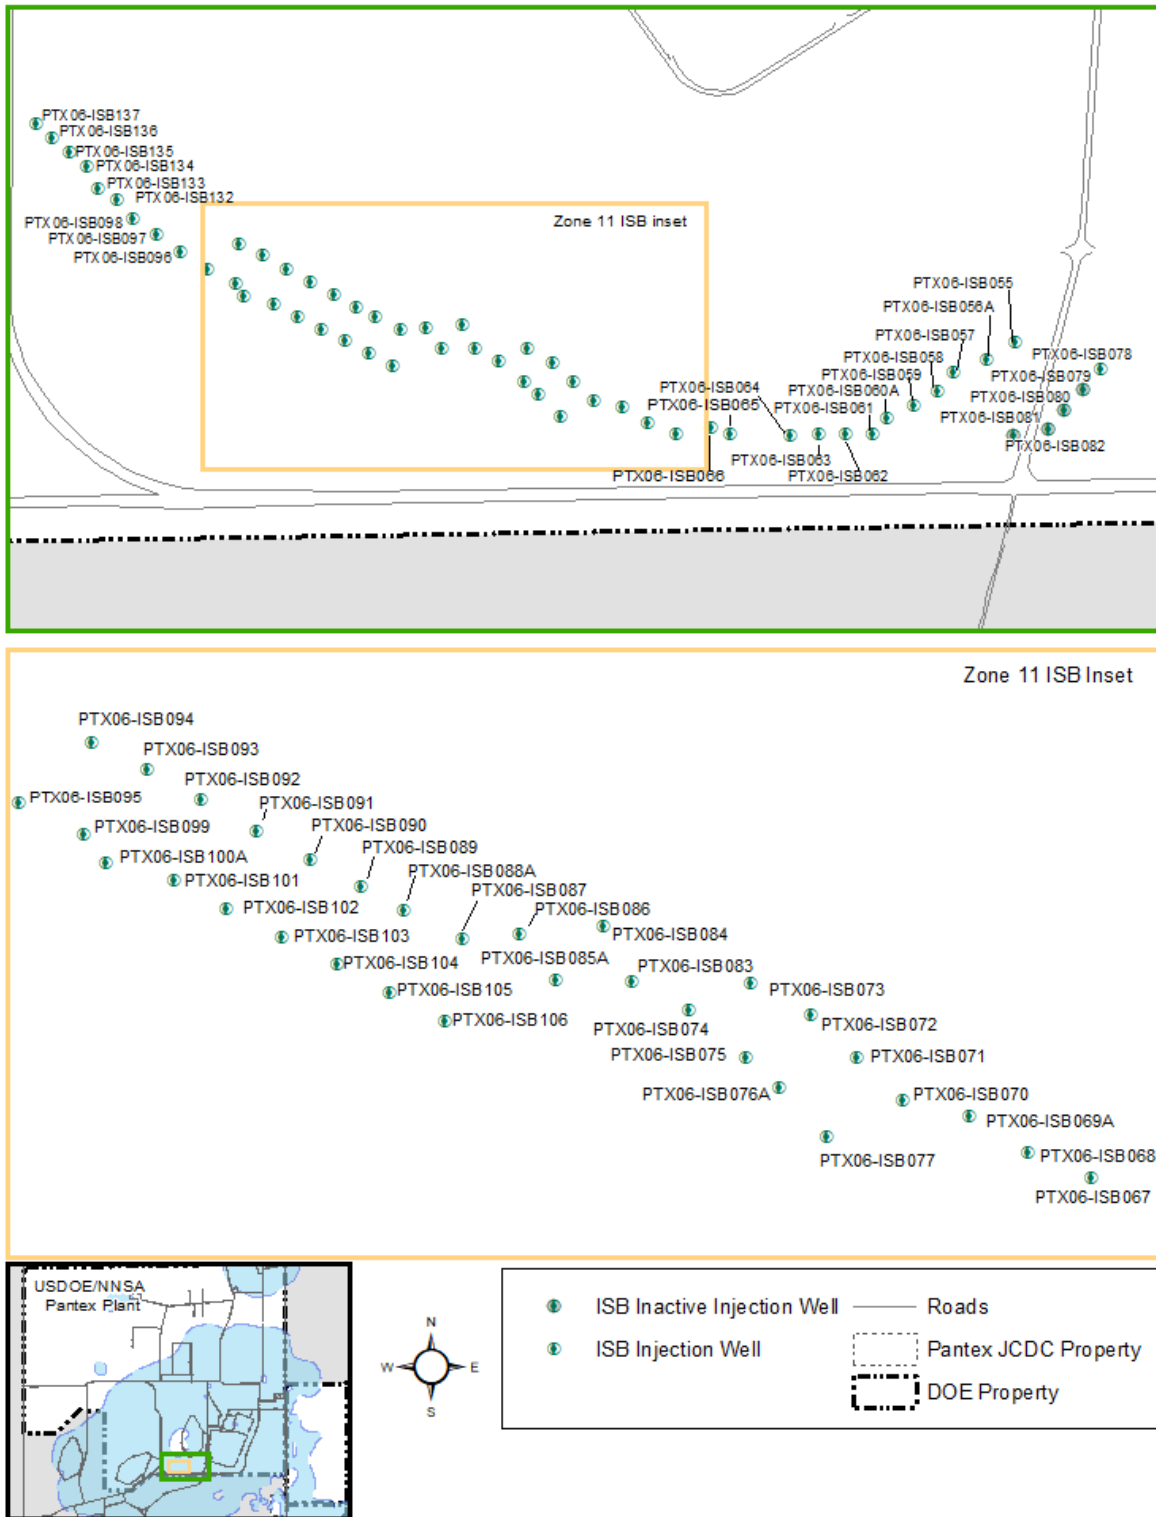 PTX06-ISB137
PTX06-ISB136
PTX06-ISB135
PTX06-ISB134
PTX06-ISB133
PTX06-ISB132
PTX06-ISB098
PTX06-ISB097
PTX06-ISB096
Zone 11 ISB inset
PTX06-ISB055
PTX06-ISB056A
PTX06-ISB057
PTX06-ISB058
PTX06-ISB059
PTX06-ISB060A
PTX06-ISB061
PTX06-ISB064
PTX06-ISB065
PTX06-ISB066
PTX06-ISB063
PTX06-ISB062
PTX06-ISB078
PTX06-ISB079
PTX06-ISB080
PTX06-ISB081
PTX06-ISB082
Zone 11 ISB Inset
PTX06-ISB094
PTX06-ISB093
PTX06-ISB092
PTX06-ISB095
PTX06-ISB091
PTX06-ISB099
PTX06-ISB090
PTX06-ISB089
PTX06-ISB100A
PTX06-ISB088A
PTX06-ISB101
PTX06-ISB087
PTX06-ISB102
PTX06-ISB086
PTX06-ISB103
PTX06-ISB084
PTX06-ISB085A
PTX06-ISB104
PTX06-ISB083
PTX06-ISB105
PTX06-ISB073
PTX06-ISB106
PTX06-ISB074
PTX06-ISB072
PTX06-ISB075
PTX06-ISB071
PTX06-ISB076A
PTX06-ISB070
PTX06-ISB069A
PTX06-ISB077
PTX06-ISB068
PTX06-ISB067
USDOE/NNSA
Pantex Plant
N
W
E
S
ISB Inactive Injection Well
ISB Injection Well
Roads
Pantex JCDC Property
DOE Property